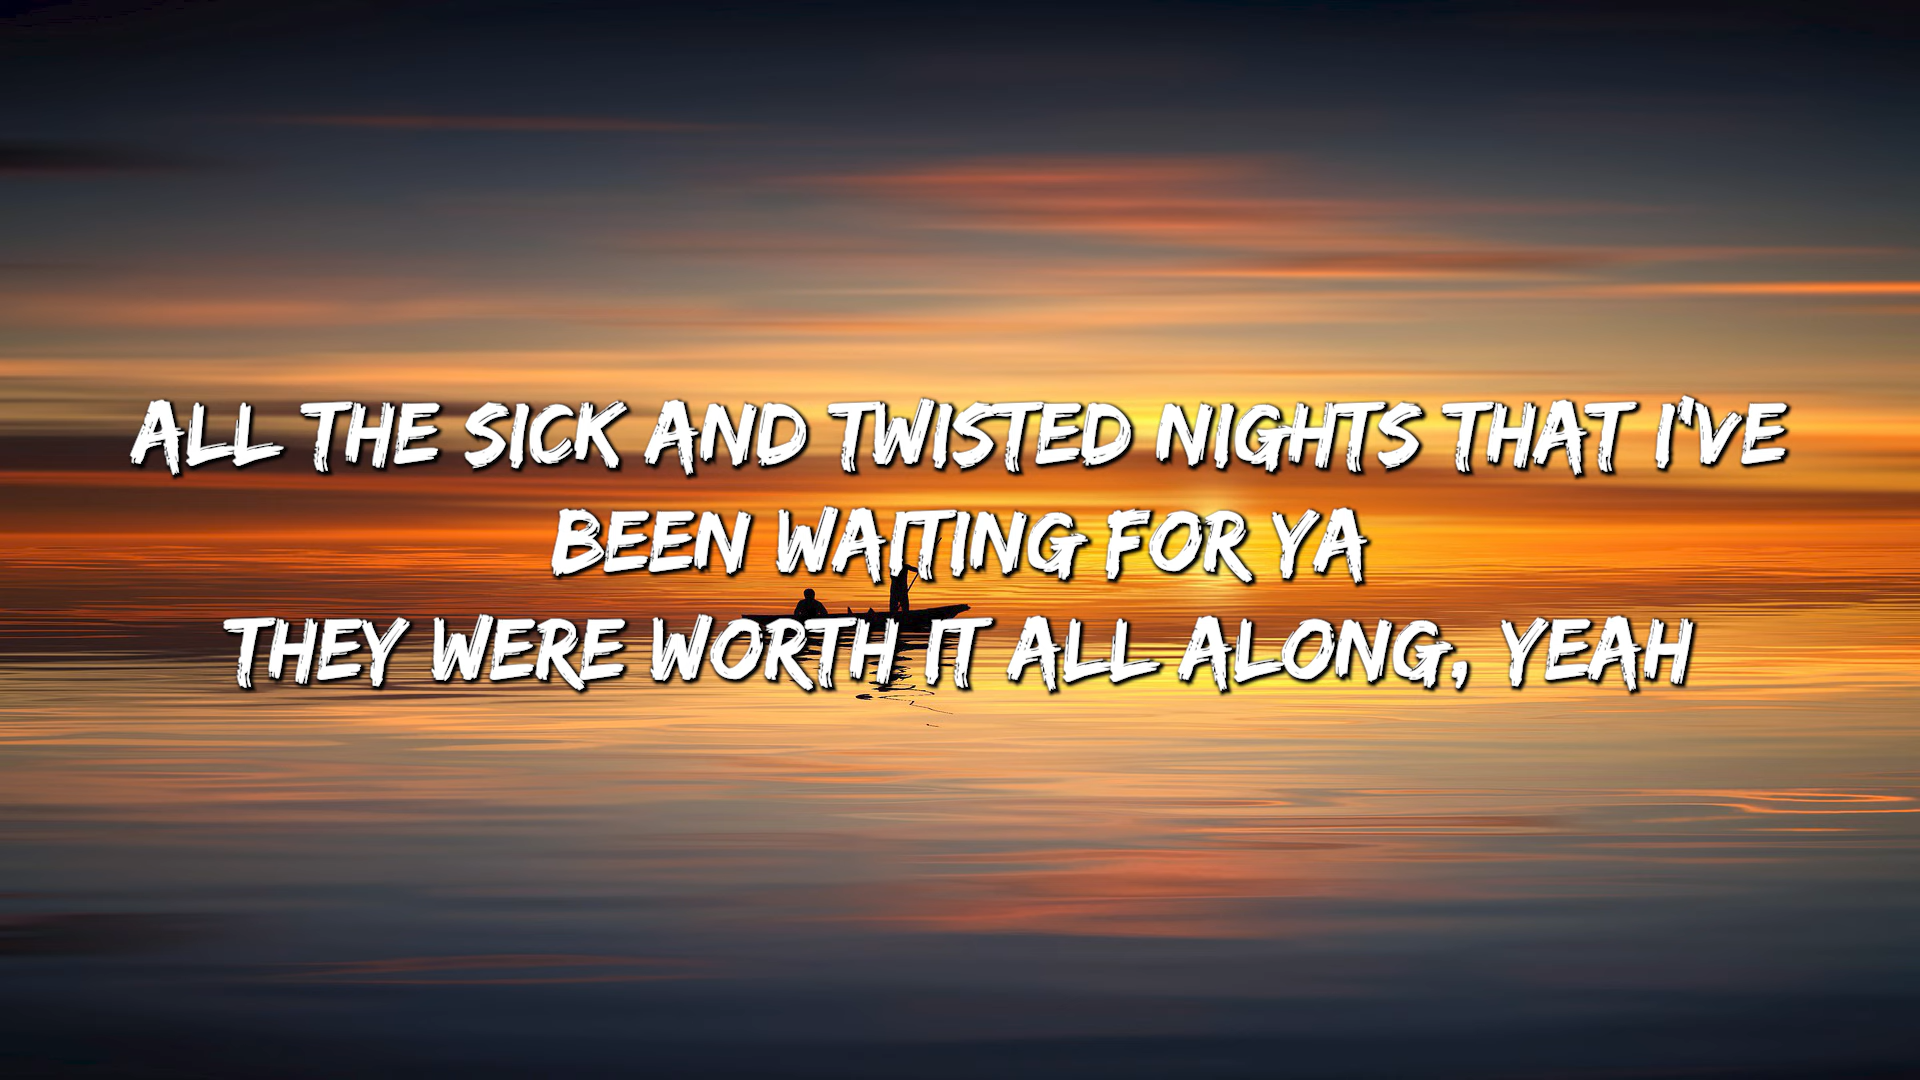 ALL THE SICK AND TWISTED NIGHTS THAT I'VE
BEEN WAITING FOR YA
THEY WERE WORTH IT ALL ALONG, YEAH